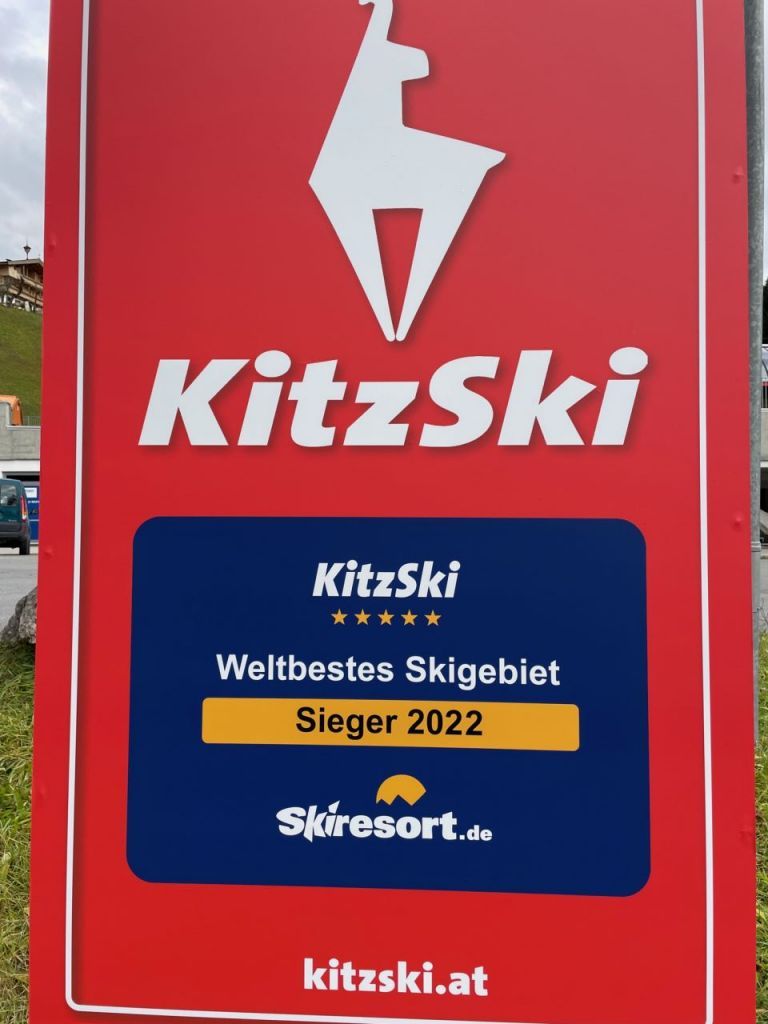 KitzSki
KitzSki
Weltbestes Skigebiet
Sieger 2022
Skiresort.de
kitzski.at